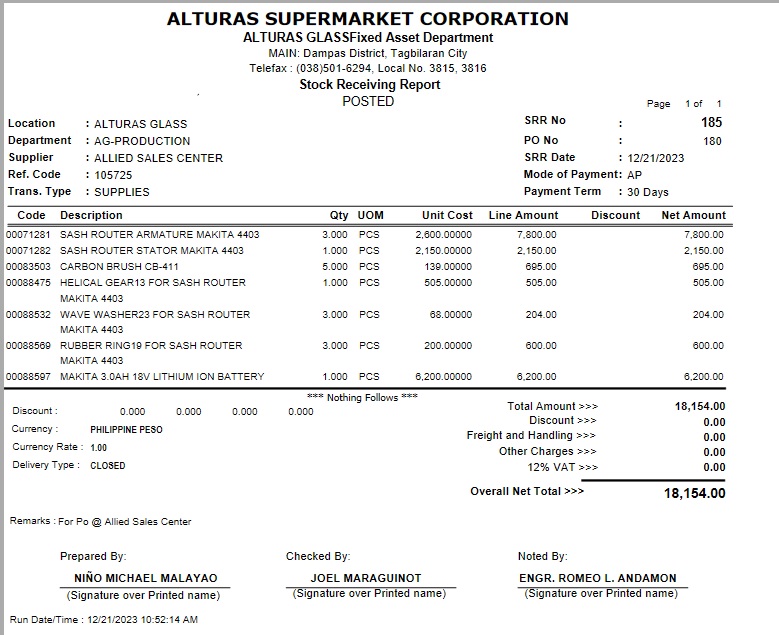 ALTURAS SUPERMARKET CORPORATION
ALTURAS GLASSFixed Asset Department
MAIN: Dampas District, Tagbilaran City
Telefax : (038)501-6294, Local No. 3815, 3816
Stock Receiving Report
POSTED
Page 1 of 1
Location : ALTURAS GLASS SRR No : 185
Department : AG-PRODUCTION PO No : 180
Supplier : ALLIED SALES CENTER SRR Date : 12/21/2023
Ref. Code : 105725 Mode of Payment: AP
Trans. Type : SUPPLIES Payment Term : 30 Days
Code Description Qty UOM Unit Cost Line Amount Discount Net Amount
00071281 SASH ROUTER ARMATURE MAKITA 4403 3.000 PCS 2,600.00000 7,800.00 7,800.00
00071282 SASH ROUTER STATOR MAKITA 4403 1.000 PCS 2,150.00000 2,150.00 2,150.00
00083503 CARBON BRUSH CB-411 5.000 PCS 139.00000 695.00 695.00
00088475 HELICAL GEAR13 FOR SASH ROUTER 1.000 PCS 505.00000 505.00 505.00
MAKITA 4403
00088532 WAVE WASHER23 FOR SASH ROUTER 3.000 PCS 68.00000 204.00 204.00
MAKITA 4403
00088569 RUBBER RING19 FOR SASH ROUTER 3.000 PCS 200.00000 600.00 600.00
MAKITA 4403
00088597 MAKITA 3.0AH 18V LITHIUM ION BATTERY 1.000 PCS 6,200.00000 6,200.00 6,200.00
*** Nothing Follows ***
Discount : 0.000 0.000 0.000 0.000
Currency : PHILIPPINE PESO
Currency Rate : 1.00
Delivery Type : CLOSED
Total Amount >>> 18,154.00
Discount >>> 0.00
Freight and Handling >>> 0.00
Other Charges >>> 0.00
12% VAT >>> 0.00
Overall Net Total >>> 18,154.00
Remarks : For Po @ Allied Sales Center
Prepared By: Checked By: Noted By:
NIÑO MICHAEL MALAYAO JOEL MARAGUINOT ENGR. ROMEO L. ANDAMON
(Signature over Printed name) (Signature over Printed name) (Signature over Printed name)
Run Date/Time : 12/21/2023 10:52:14 AM